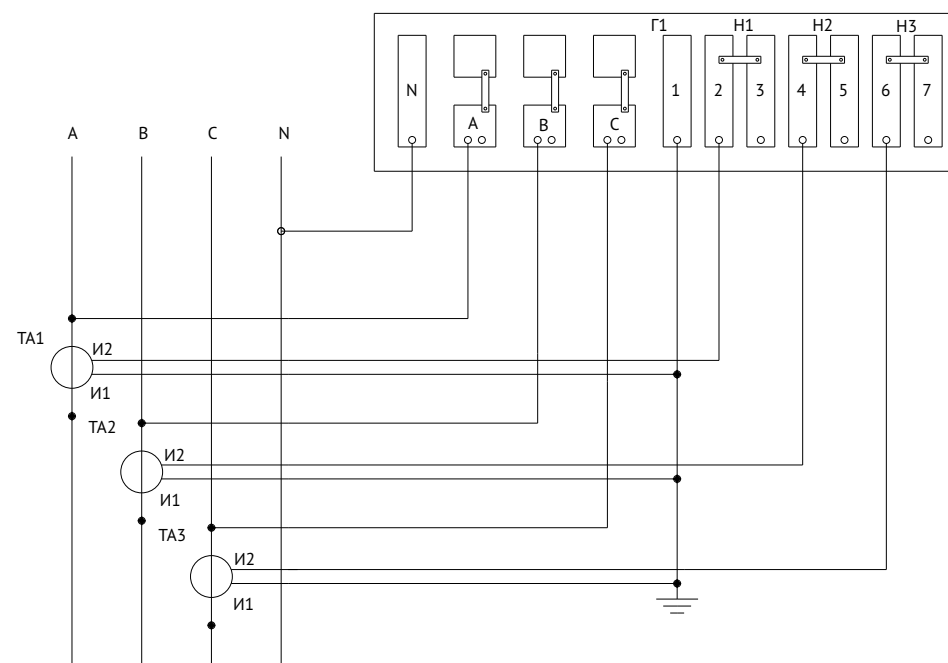 Г1 Н1 Н2 Н3
N 1 2 3 4 5 6 7
А В С
А В С N
ТА1
И2
И1
ТА2
И2
И1
ТА3
И2
И1